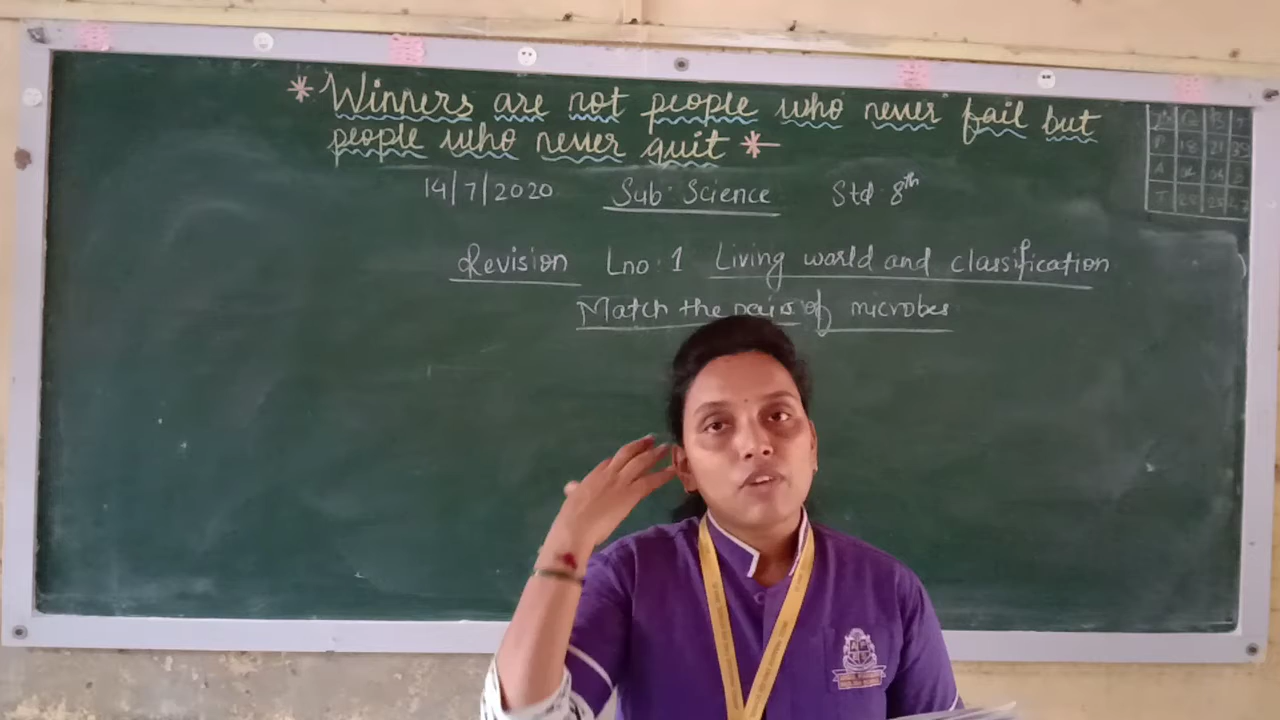 * Winners are not people who never fail but
people who never quit *
14/7/2020 Sub: Science Std 8th
Revision Lno: 1 Living world and classification
Match the pairs of microbes